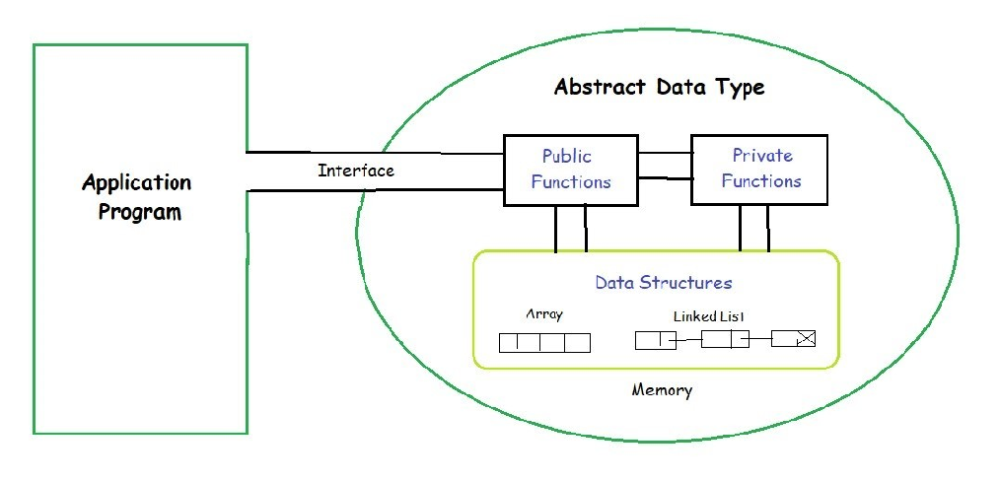 Abstract Data Type
Application
Program
Interface
Public
Functions
Private
Functions
Data Structures
Array
Linked List
Memory